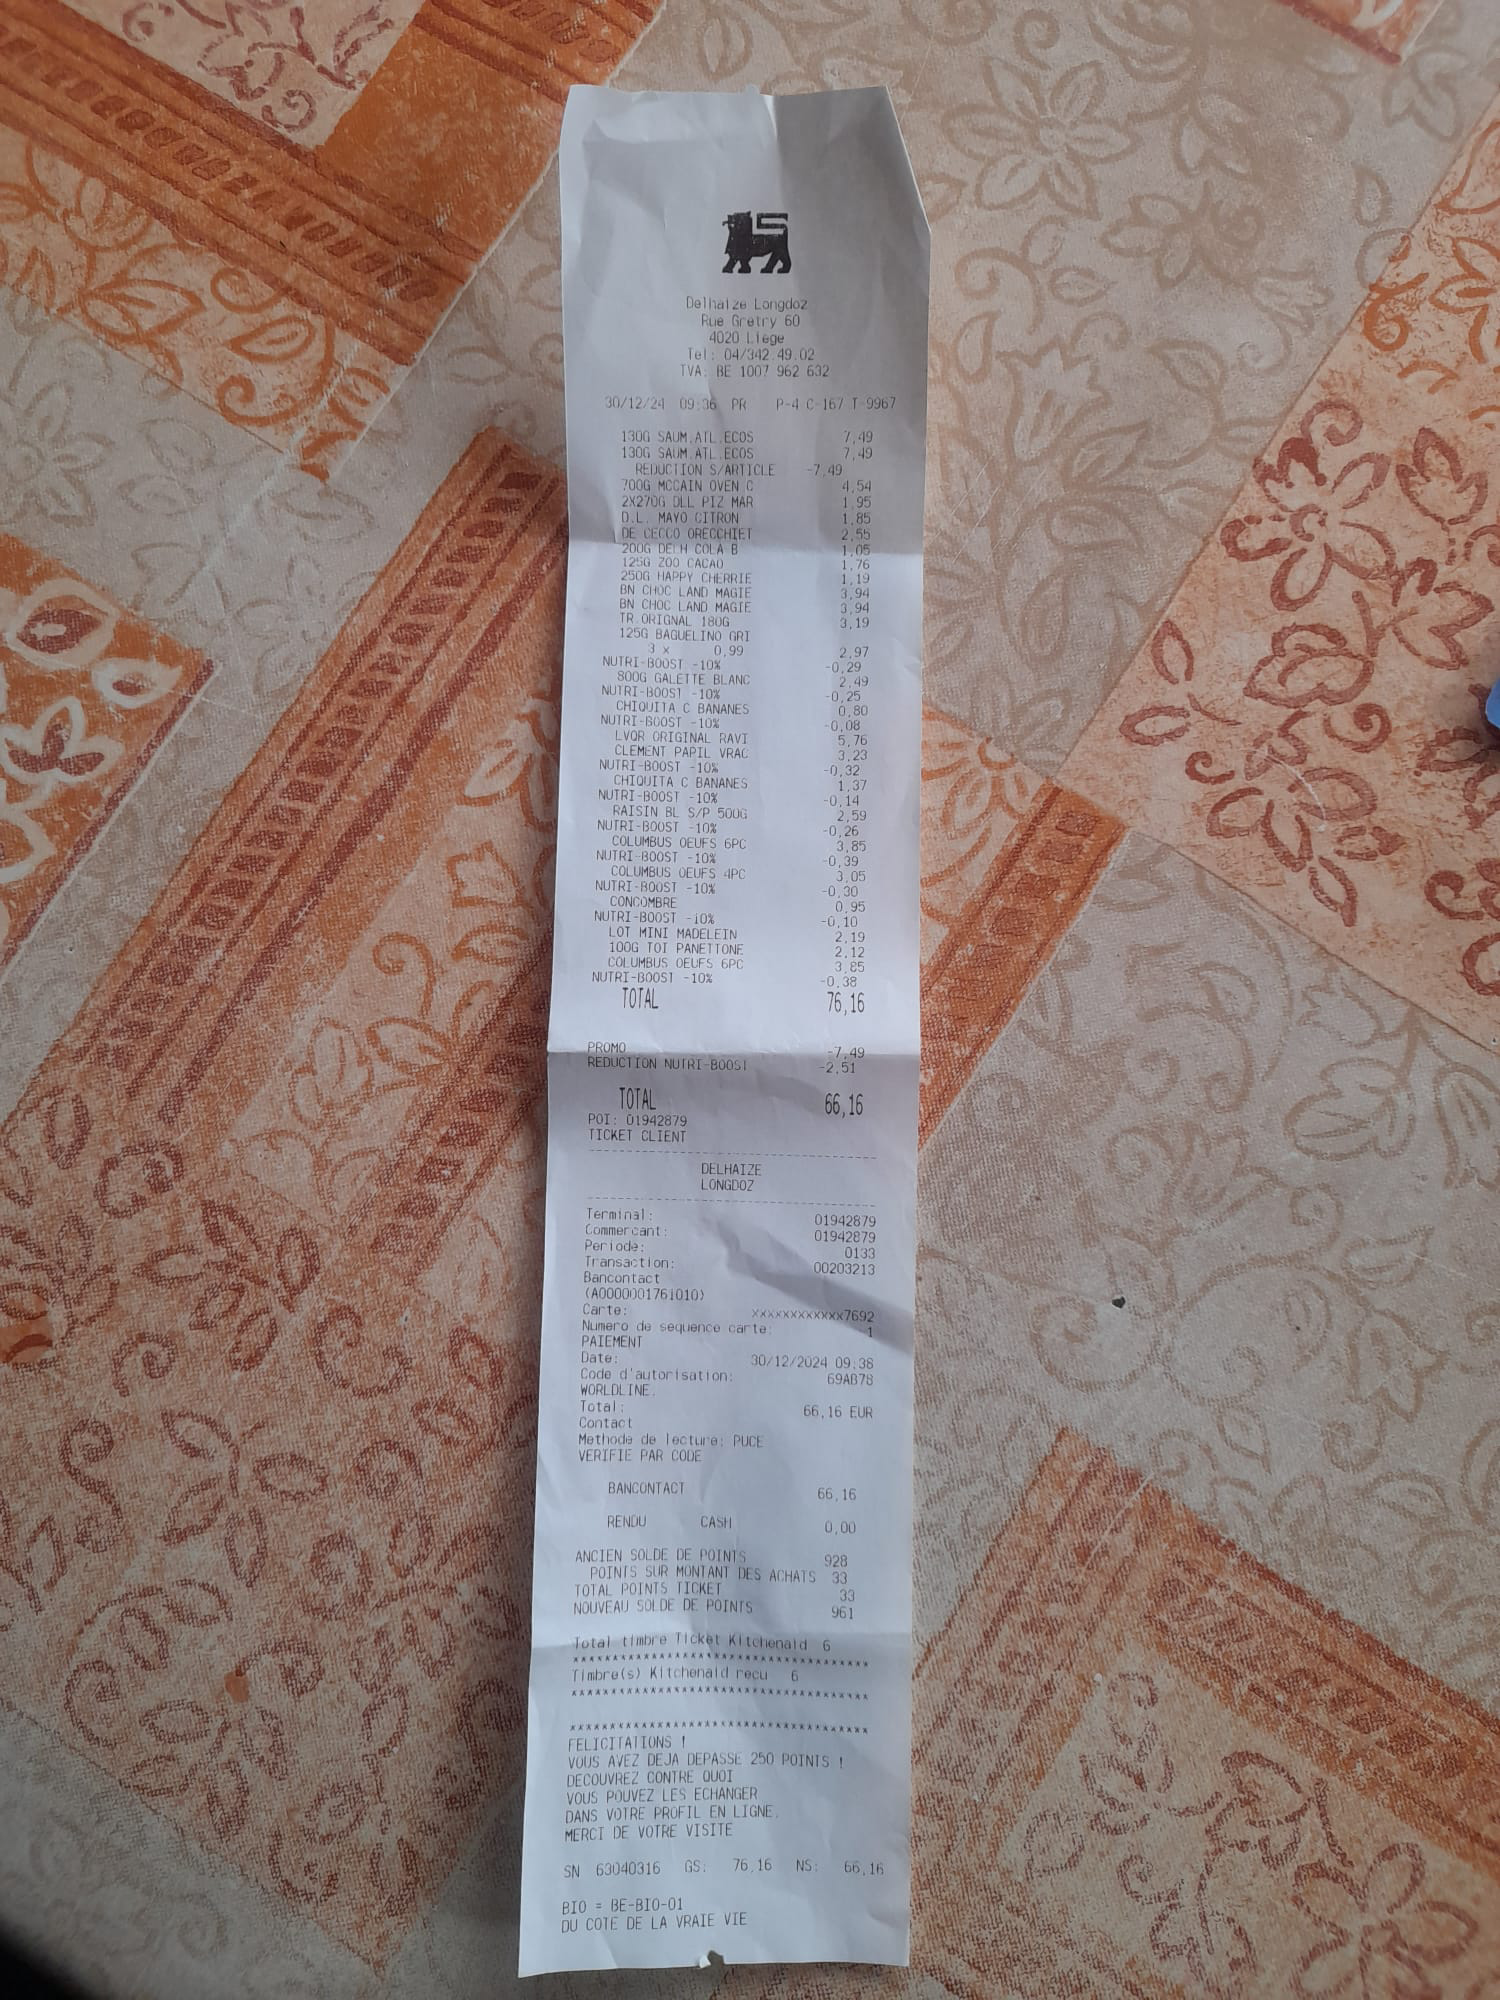 Delhaize Longdoz
Rue Gretry 60
4020 Liege
Tel: 04/342.49.02
TVA: BE 1007 962 632
30/12/24 09:36 PR P-4 C-167 T-9967
130G SAUM.ATL.ECOS 7,49
130G SAUM.ATL.ECOS 7,49
REDUCTION S/ARTICLE -7,49
700G MCCAIN OVEN C 4,54
2X270G DLL PIZ MAR 1,95
D.L. MAYO CITRON 1,85
DE CECCO ORECCHIET 2,55
200G DELH COLA B 1,05
125G ZOO CACAO 1,76
250G HAPPY CHERRIE 1,19
BN CHOC LAND MAGIE 3,94
BN CHOC LAND MAGIE 3,94
TR.ORIGNAL 180G 3,19
125G BAGUELINO GRI
3 x 0,99 2,97
NUTRI-BOOST -10% -0,29
800G GALETTE BLANC 2,49
NUTRI-BOOST -10% -0,25
CHIQUITA C BANANES 0,80
NUTRI-BOOST -10% -0,08
LVQR ORIGINAL RAVI 5,76
CLEMENT PAPIL VRAC 3,23
NUTRI-BOOST -10% -0,32
CHIQUITA C BANANES 1,37
NUTRI-BOOST -10% -0,14
RAISIN BL S/P 500G 2,59
NUTRI-BOOST -10% -0,26
COLUMBUS OEUFS 6PC 3,85
NUTRI-BOOST -10% -0,39
COLUMBUS OEUFS 4PC 3,05
NUTRI-BOOST -10% -0,30
CONCOMBRE 0,95
NUTRI-BOOST -10% -0,10
LOT MINI MADELEIN 2,19
100G TOT PANETTONE 2,12
COLUMBUS OEUFS 6PC 3,85
NUTRI-BOOST -10% -0,38
TOTAL 76,16
PROMO -7,49
REDUCTION NUTRI-BOOST -2,51
TOTAL 66,16
POI: 01942879
TICKET CLIENT
DELHAIZE
LONGDOZ
Terminal: 01942879
Commercant: 01942879
Periode: 0133
Transaction: 00203213
Bancontact
(A0000001761010)
Carte: xxxxxxxxxxxx7692
Numero de sequence carte: 1
PAIEMENT
Date: 30/12/2024 09:38
Code d'autorisation: 69AB78
WORLDLINE.
Total: 66,16 EUR
Contact
Methode de lecture: PUCE
VERIFIE PAR CODE
BANCONTACT 66,16
RENDU CASH 0,00
ANCIEN SOLDE DE POINTS 928
POINTS SUR MONTANT DES ACHATS 33
TOTAL POINTS TICKET 33
NOUVEAU SOLDE DE POINTS 961
Total timbre Ticket Kitchenaid 6
***************************************
Timbre(s) Kitchenaid recu 6
***************************************
***************************************
FELICITATIONS !
VOUS AVEZ DEJA DEPASSE 250 POINTS !
DECOUVREZ CONTRE QUOI
VOUS POUVEZ LES ECHANGER
DANS VOTRE PROFIL EN LIGNE.
MERCI DE VOTRE VISITE
SN 63040316 GS: 76,16 NS: 66,16
BIO = BE-BIO-01
DU COTE DE LA VRAIE VIE